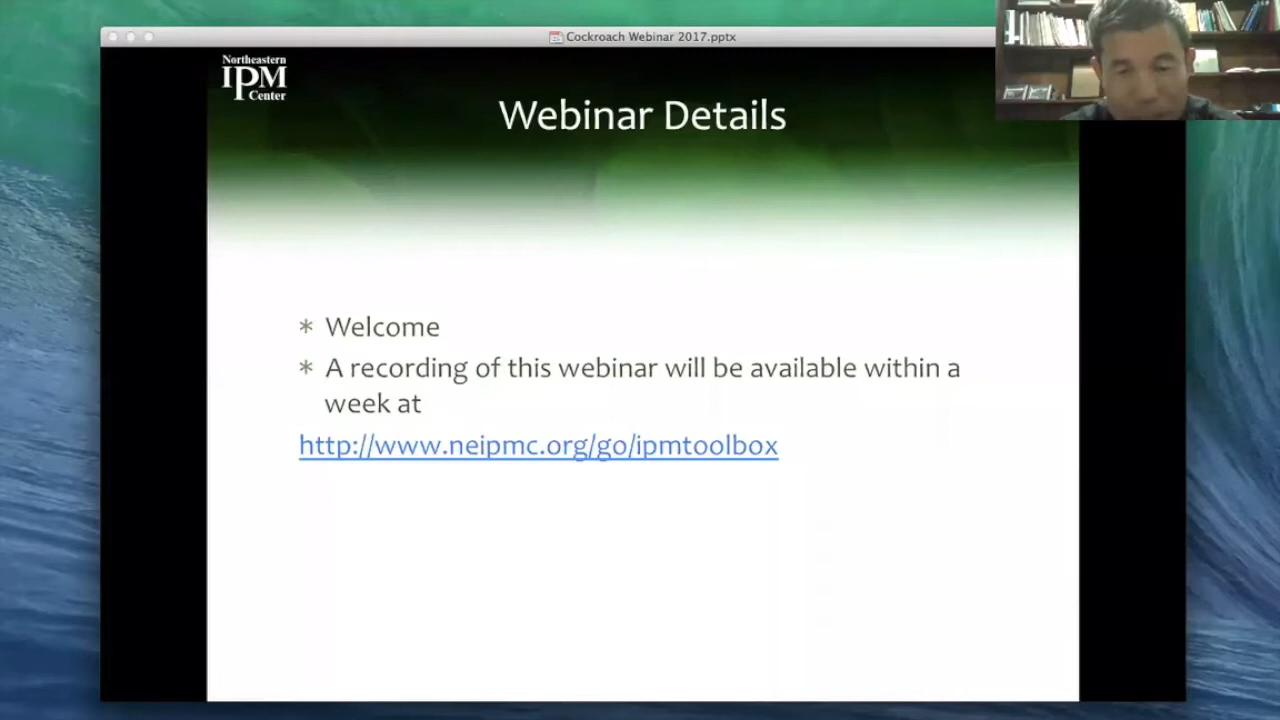 Cockroach Webinar 2017.pptx
Northeastern
IPM
Center
Webinar Details
* Welcome
* A recording of this webinar will be available within a
week at
http://www.neipmc.org/go/ipmtoolbox